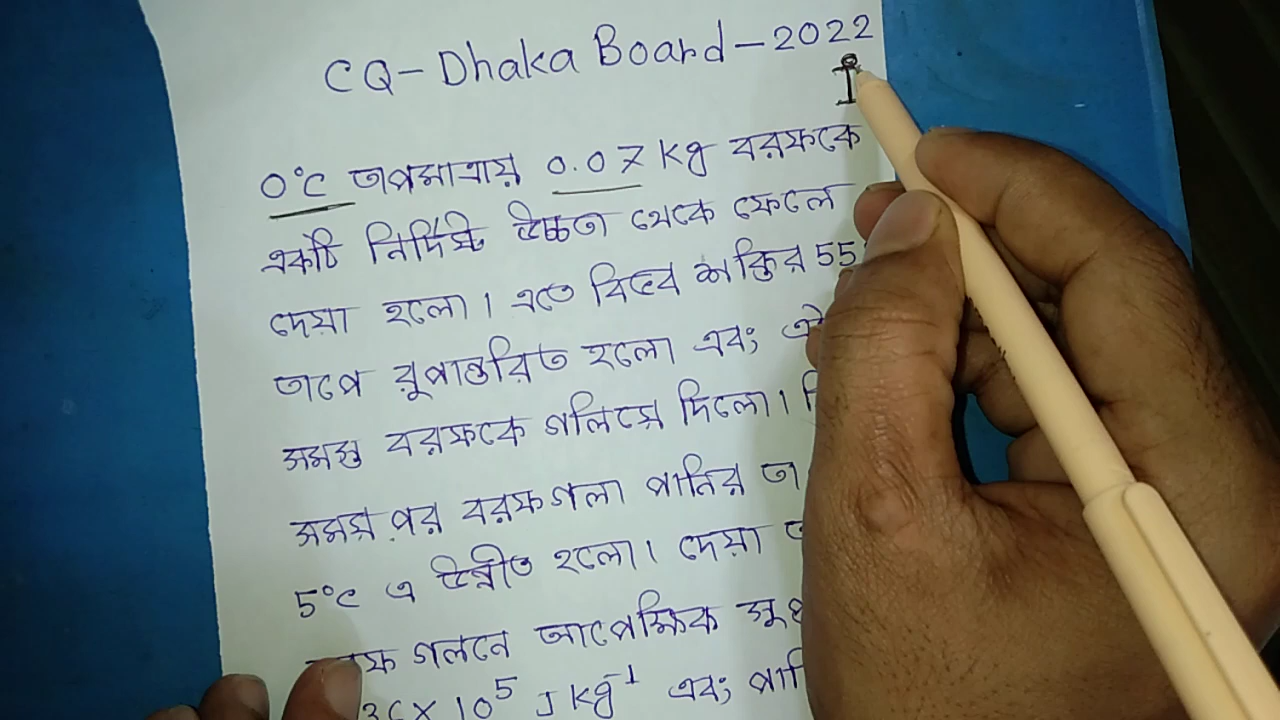 CQ - Dhaka Board - 2022
0°C তাপমাত্রায় 0.07 kg বরফকে
একটি নির্দিষ্ট উচ্চতা থেকে ফেলে
দেয়া হলো। এতে বিভব শক্তির 55
তাপে রূপান্তরিত হলো এবং
সমস্ত বরফকে গলিয়ে দিলো।
সময় পর বরফগলা পানির
5°C এ উন্নীত হলো। দেয়া
গলনে আপেক্ষিক
× 10⁵ J kg⁻¹ এবং